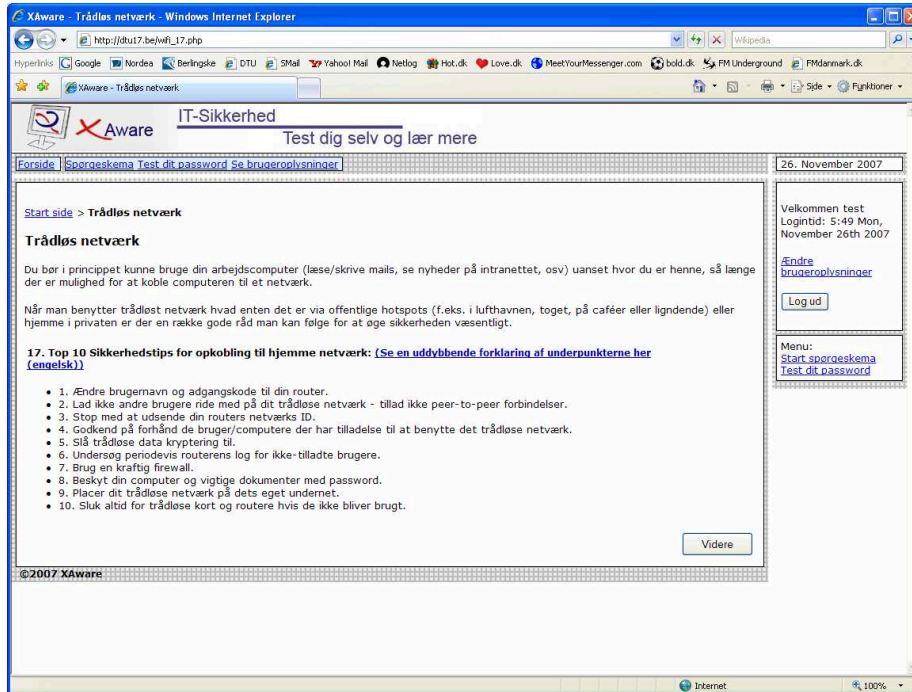 XAware - Trådløs netværk - Windows Internet Explorer
http://dtu17.be/wifi_17.php
Wikipedia
Hyperlinks Google Nordea Berlingske DTU SMail Yahoo! Mail Netlog Hot.dk Love.dk MeetYourMessenger.com bold.dk FM Underground FMdanmark.dk
XAware - Trådløs netværk
Side Funktioner
XAware
IT-Sikkerhed
Test dig selv og lær mere
Forside Spørgeskema Test dit password Se brugeroplysninger
26. November 2007
Start side > Trådløs netværk
Trådløs netværk
Du bør i princippet kunne bruge din arbejdscomputer (læse/skrive mails, se nyheder på intranettet, osv) uanset hvor du er henne, så længe
der er mulighed for at koble computeren til et netværk.
Når man benytter trådløst netværk hvad enten det er via offentlige hotspots (f.eks. i lufthavnen, toget, på caféer eller ligndende) eller
hjemme i privaten er der en række gode råd man kan følge for at øge sikkerheden væsentligt.
17. Top 10 Sikkerhedstips for opkobling til hjemme netværk: (Se en uddybbende forklaring af underpunkterne her
(engelsk))
• 1. Ændre brugernavn og adgangskode til din router.
• 2. Lad ikke andre brugere ride med på dit trådløse netværk - tillad ikke peer-to-peer forbindelser.
• 3. Stop med at udsende din routers netværks ID.
• 4. Godkend på forhånd de bruger/computere der har tilladelse til at benytte det trådløse netværk.
• 5. Slå trådløse data kryptering til.
• 6. Undersøg periodevis routerens log for ikke-tilladte brugere.
• 7. Brug en kraftig firewall.
• 8. Beskyt din computer og vigtige dokumenter med password.
• 9. Placer dit trådløse netværk på dets eget undernet.
• 10. Sluk altid for trådløse kort og routere hvis de ikke bliver brugt.
Videre
©2007 XAware
Velkommen test
Logintid: 5:49 Mon,
November 26th 2007
Ændre
brugeroplysninger
Log ud
Menu:
Start spørgeskema
Test dit password
Internet
100%